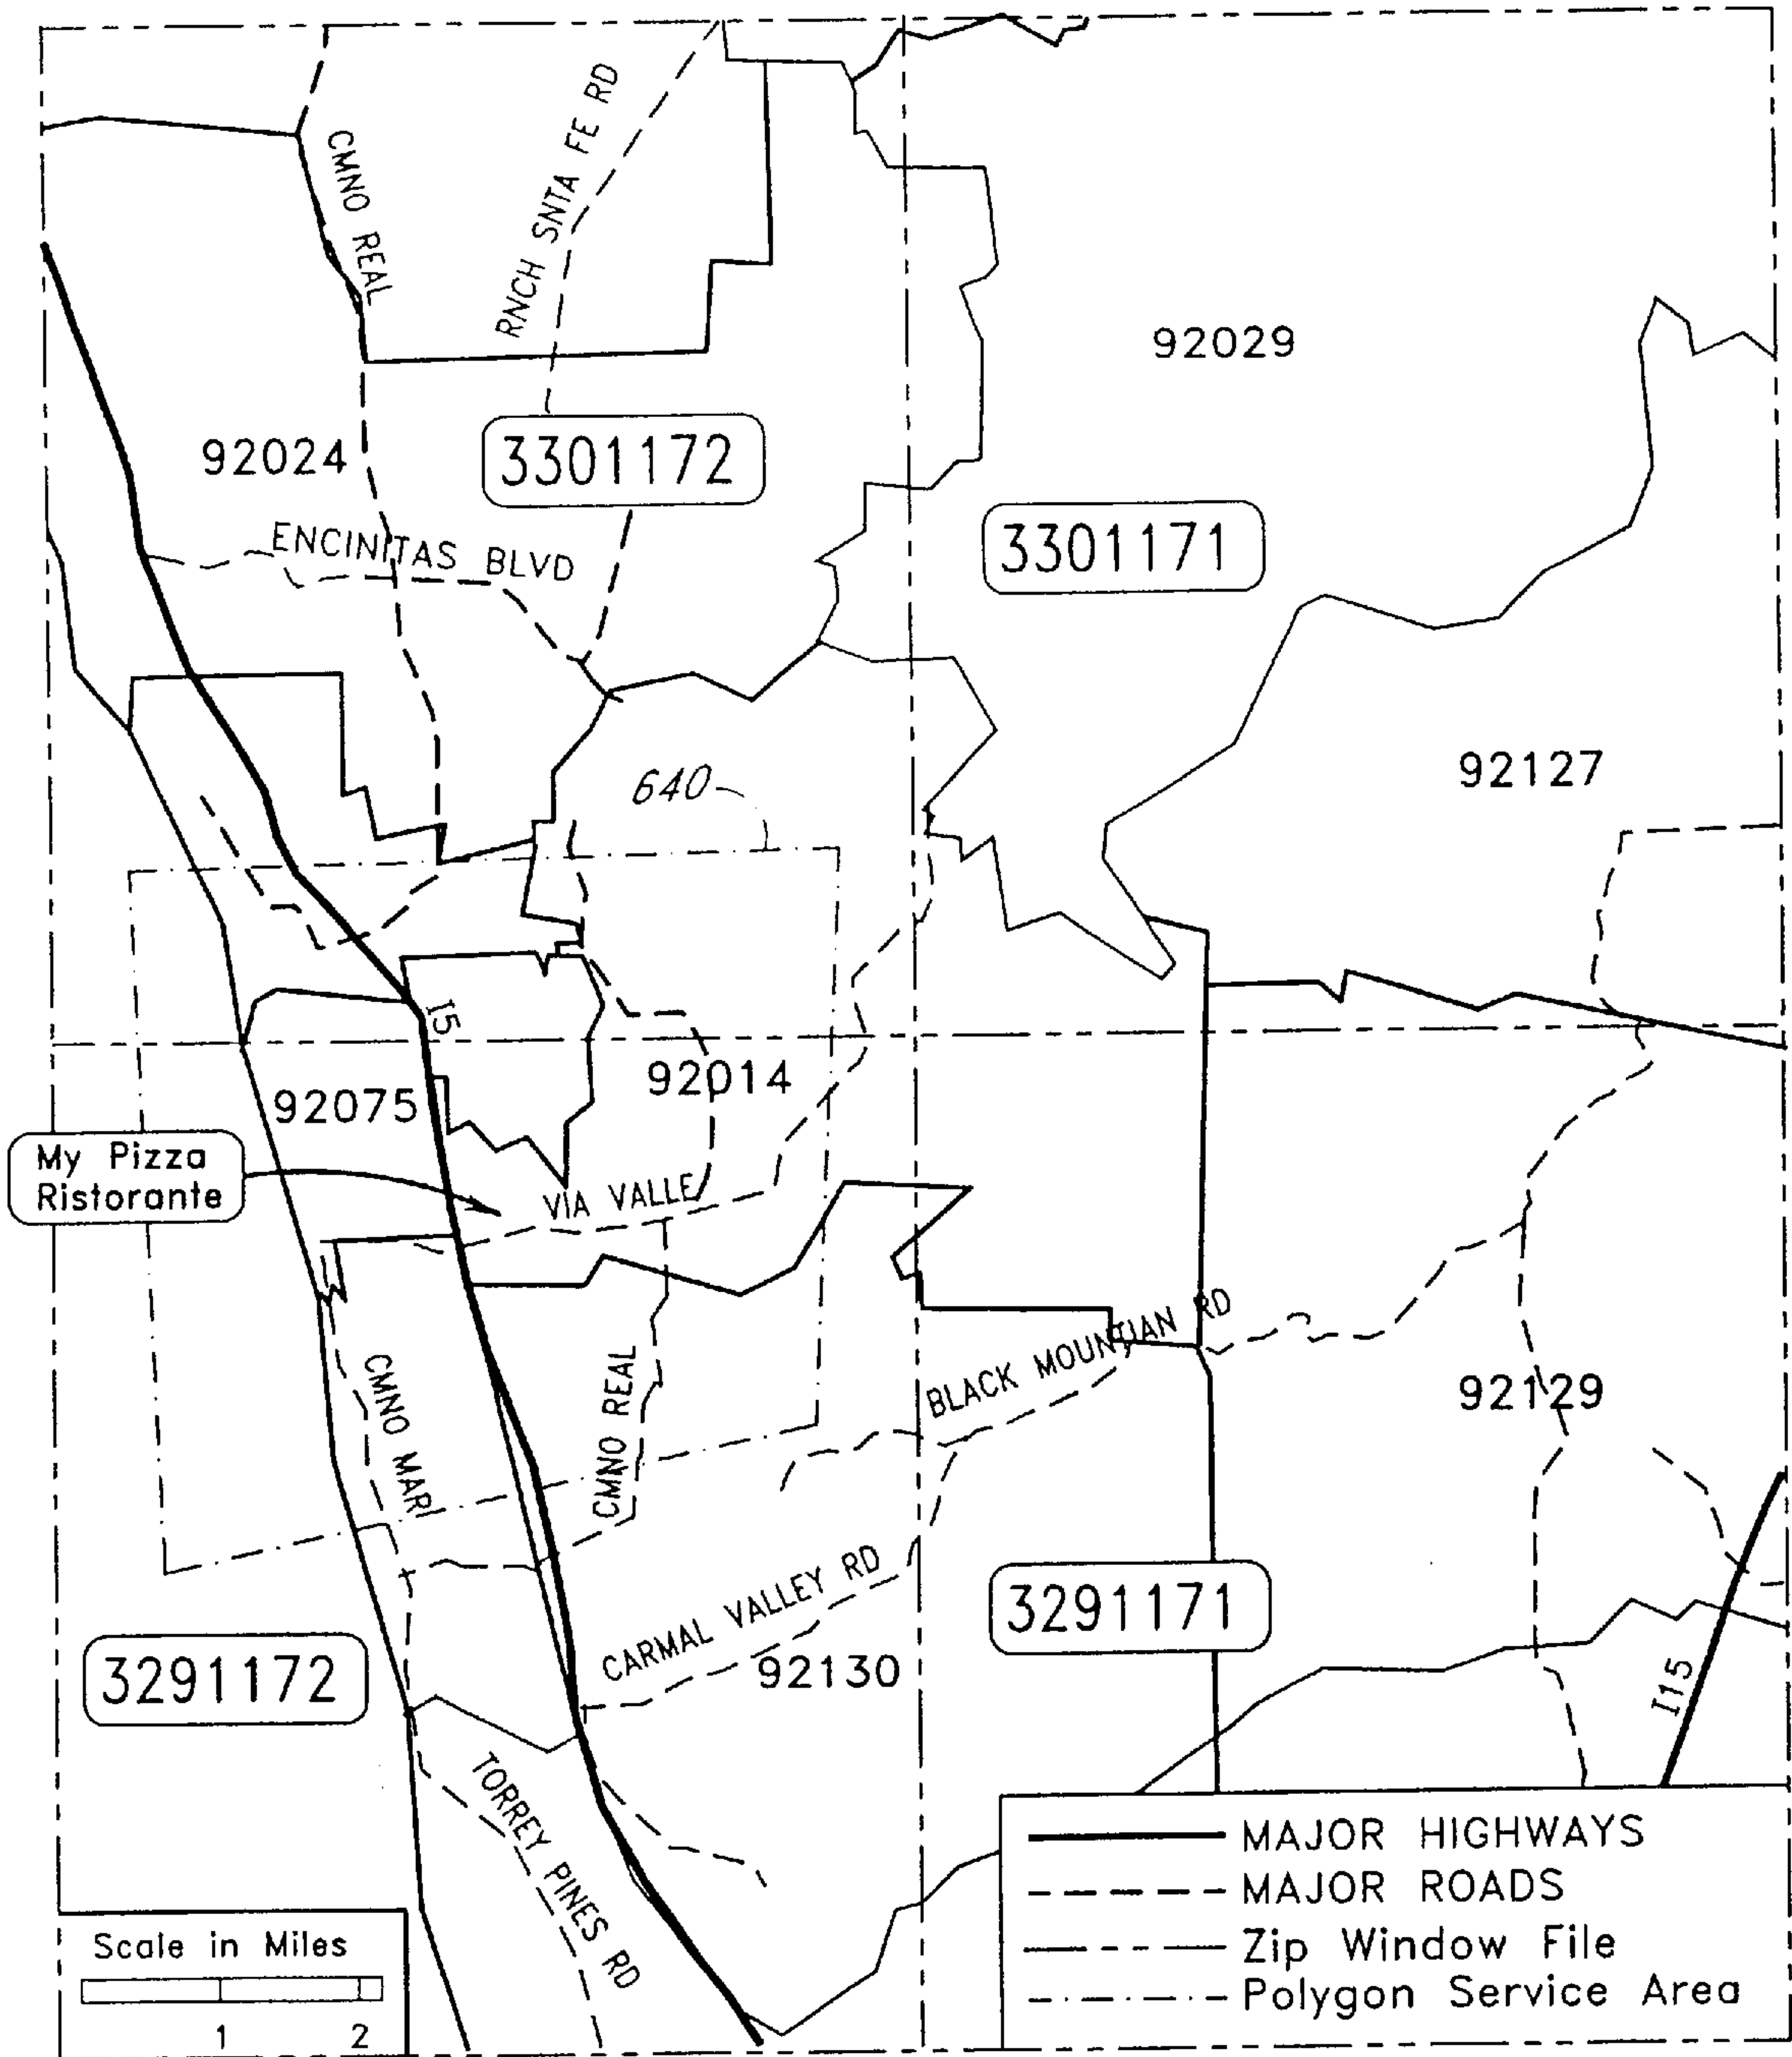 CMNO REAL
RNCH SNTA FE RD
92029
92024
3301172
3301171
ENCINITAS BLVD
92127
640
I5
92014
92075
My Pizza
Ristorante
VIA VALLE
BLACK MOUNTIAN RD
92129
CMNO MAR
CMNO REAL
CARMAL VALLEY RD
92130
3291171
3291172
I15
TORREY PINES RD
MAJOR HIGHWAYS
MAJOR ROADS
Zip Window File
Polygon Service Area
Scale in Miles
1 2